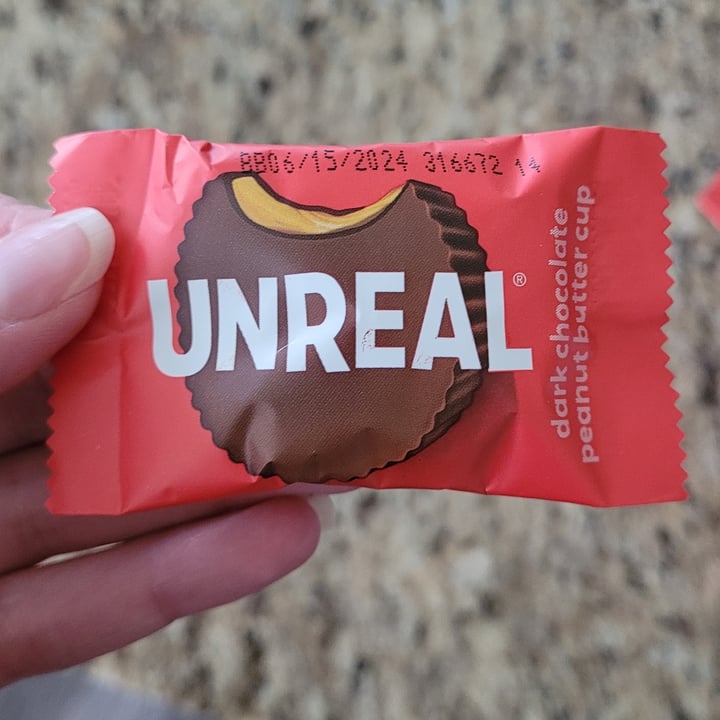 BB06/15/2024 316672 14
UNREAL®
dark chocolate
peanut butter cup